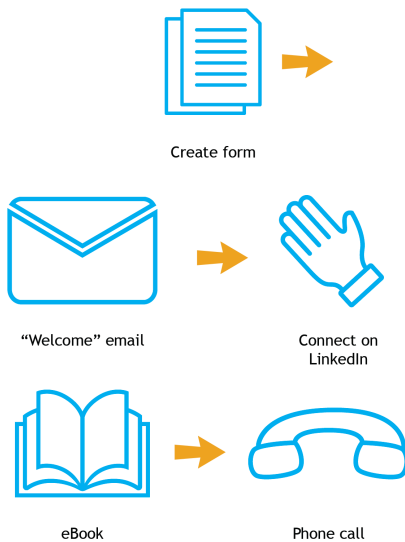 Create form
“Welcome” email
Connect on
LinkedIn
eBook
Phone call